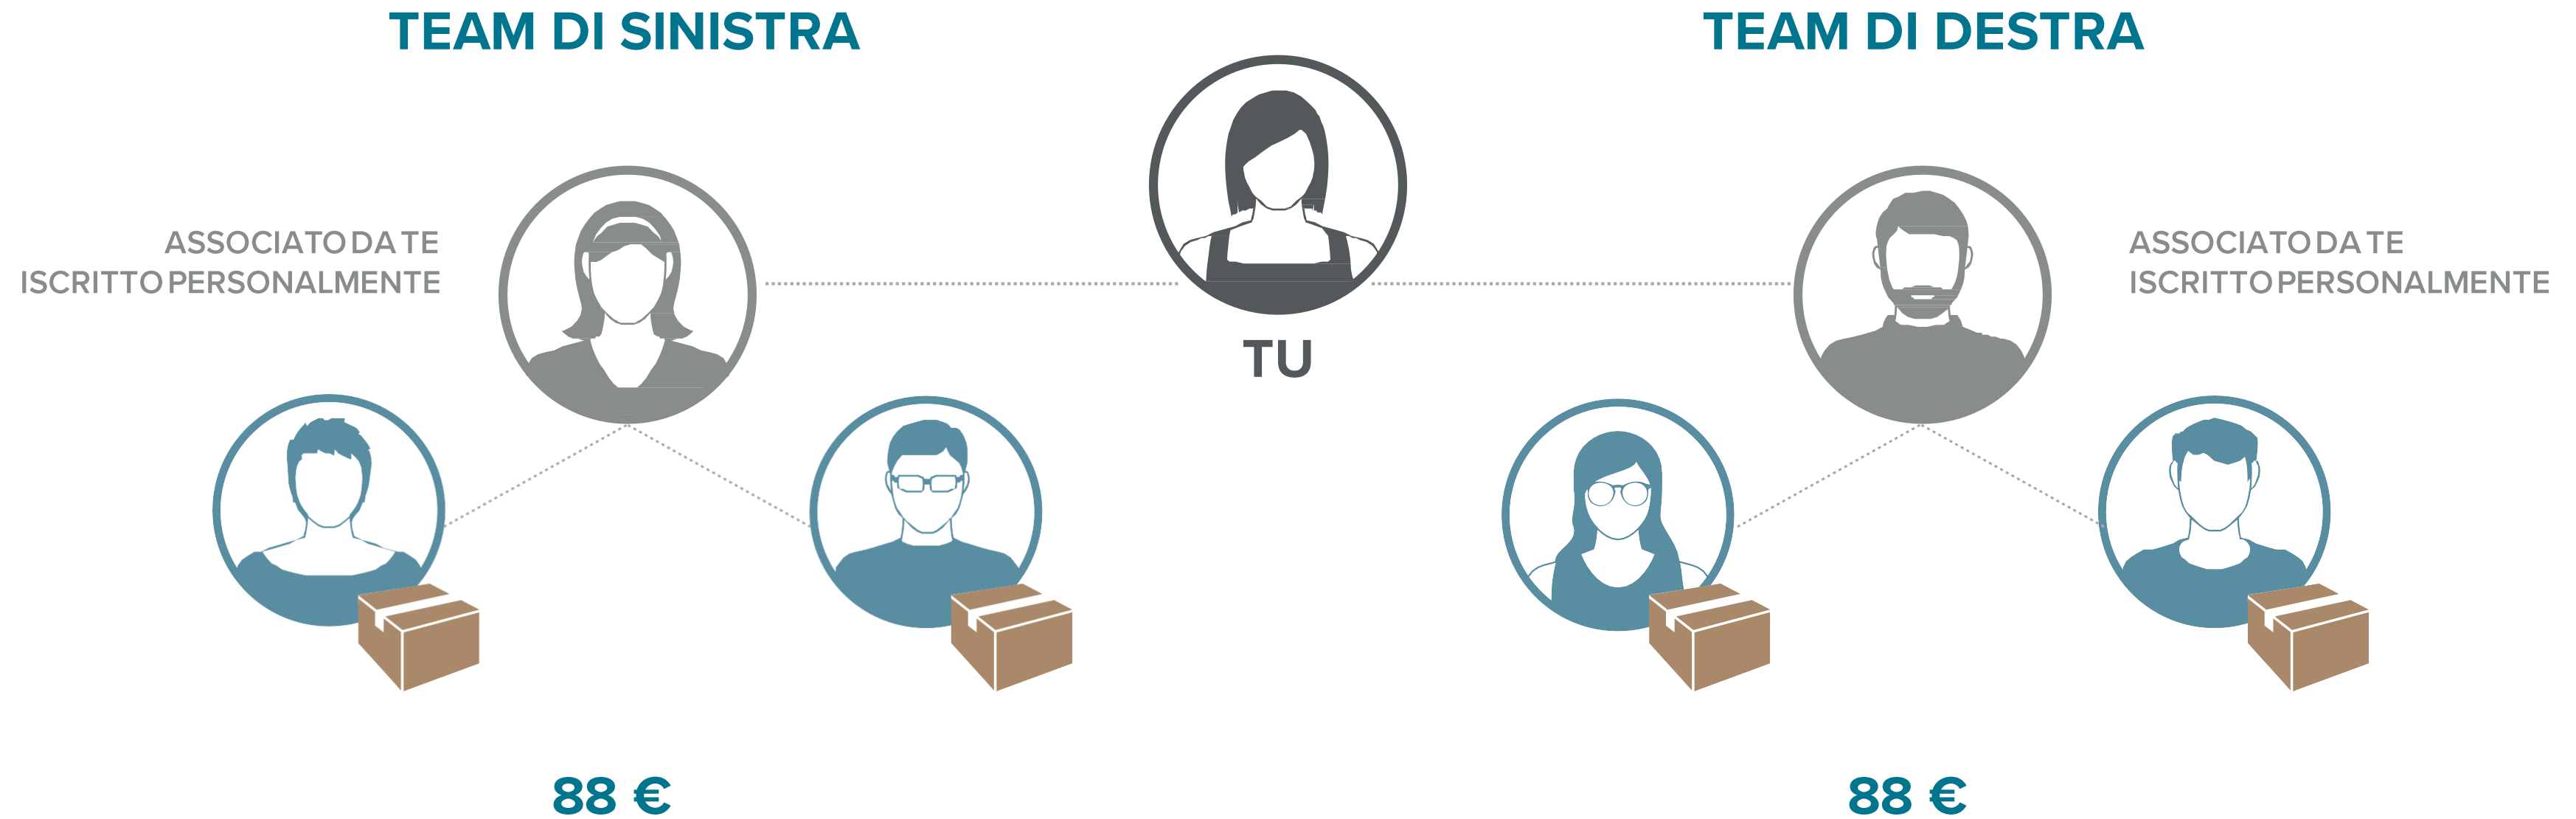 TEAM DI SINISTRA
TEAM DI DESTRA
ASSOCIATO DA TE
ISCRITTO PERSONALMENTE
ASSOCIATO DA TE
ISCRITTO PERSONALMENTE
TU
88 €
88 €